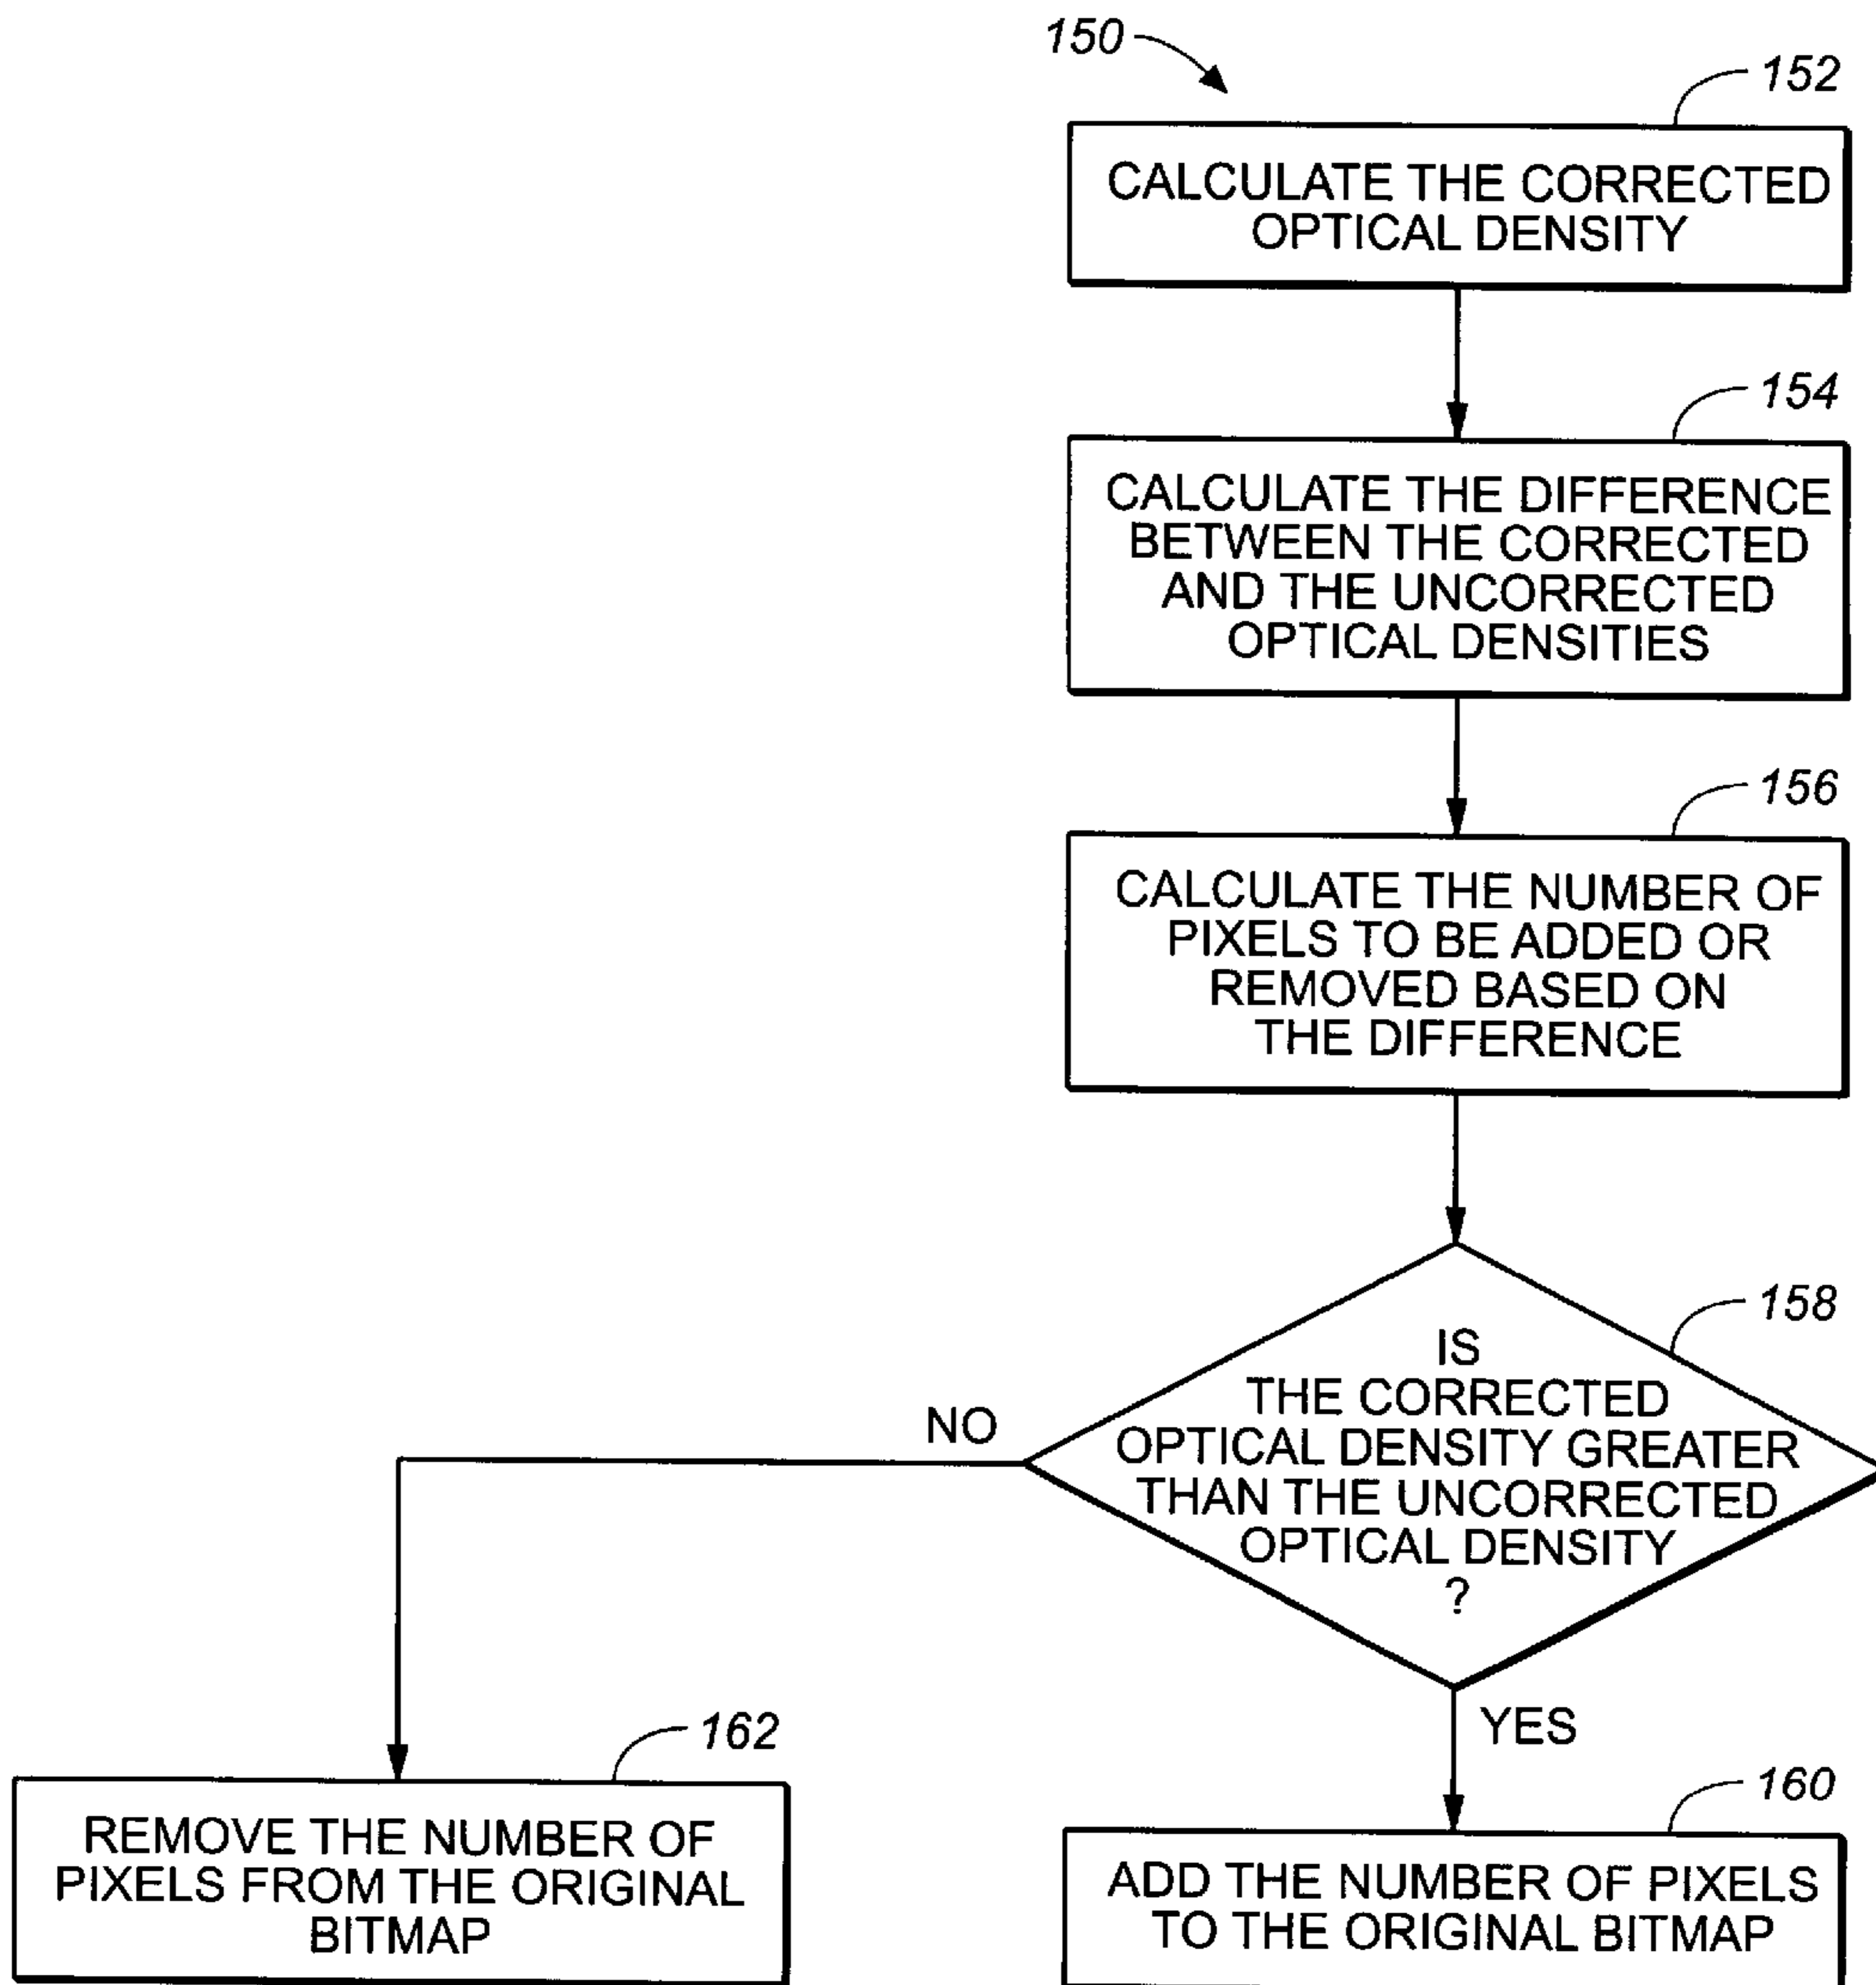 150
152
CALCULATE THE CORRECTED
OPTICAL DENSITY
154
CALCULATE THE DIFFERENCE
BETWEEN THE CORRECTED
AND THE UNCORRECTED
OPTICAL DENSITIES
156
CALCULATE THE NUMBER OF
PIXELS TO BE ADDED OR
REMOVED BASED ON
THE DIFFERENCE
158
IS
THE CORRECTED
OPTICAL DENSITY GREATER
THAN THE UNCORRECTED
OPTICAL DENSITY
?
NO
YES
162
REMOVE THE NUMBER OF
PIXELS FROM THE ORIGINAL
BITMAP
160
ADD THE NUMBER OF PIXELS
TO THE ORIGINAL BITMAP